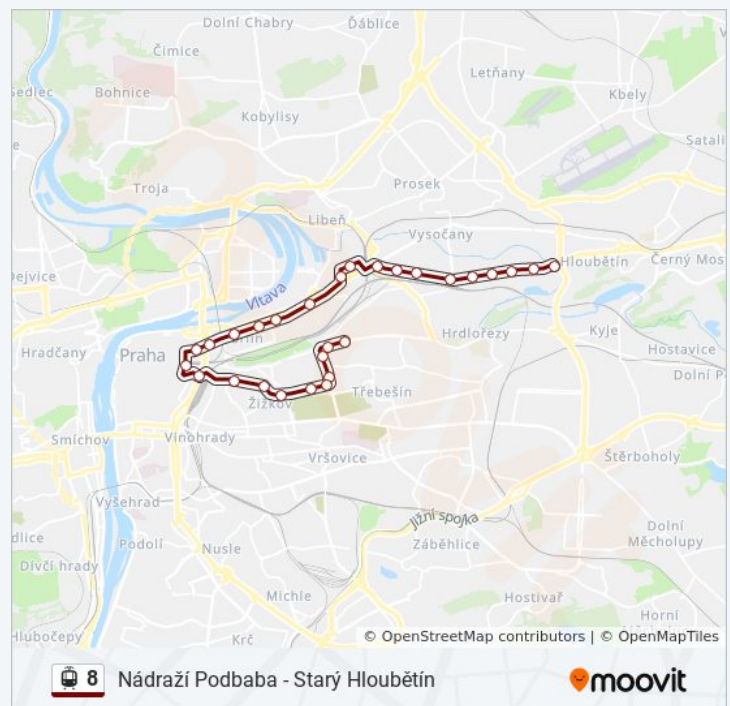 Dolní Chabry
Ďáblice
Čimice
Letňany
Sedlec
Bohnice
Kbely
Kobylisy
Satali
Troja
Prosek
Libeň
Vysočany
Dejvice
Hloubětín
Černý Mos
Vltava
Hrdlořezy
Kyje
Hradčany
Praha
Hostavice
Dolní P
Třebešín
Žižkov
Smíchov
Vinohrady
Vršovice
Štěrboholy
Vyšehrad
Jižní spojka
Dolní
Měcholupy
dlice
Podolí
Nusle
Záběhlice
Dívčí hrady
Michle
Hostivař
Horní
Hlubočepy
Krč
© OpenStreetMap contributors | © OpenMapTiles
8 Nádraží Podbaba - Starý Hloubětín
moovit